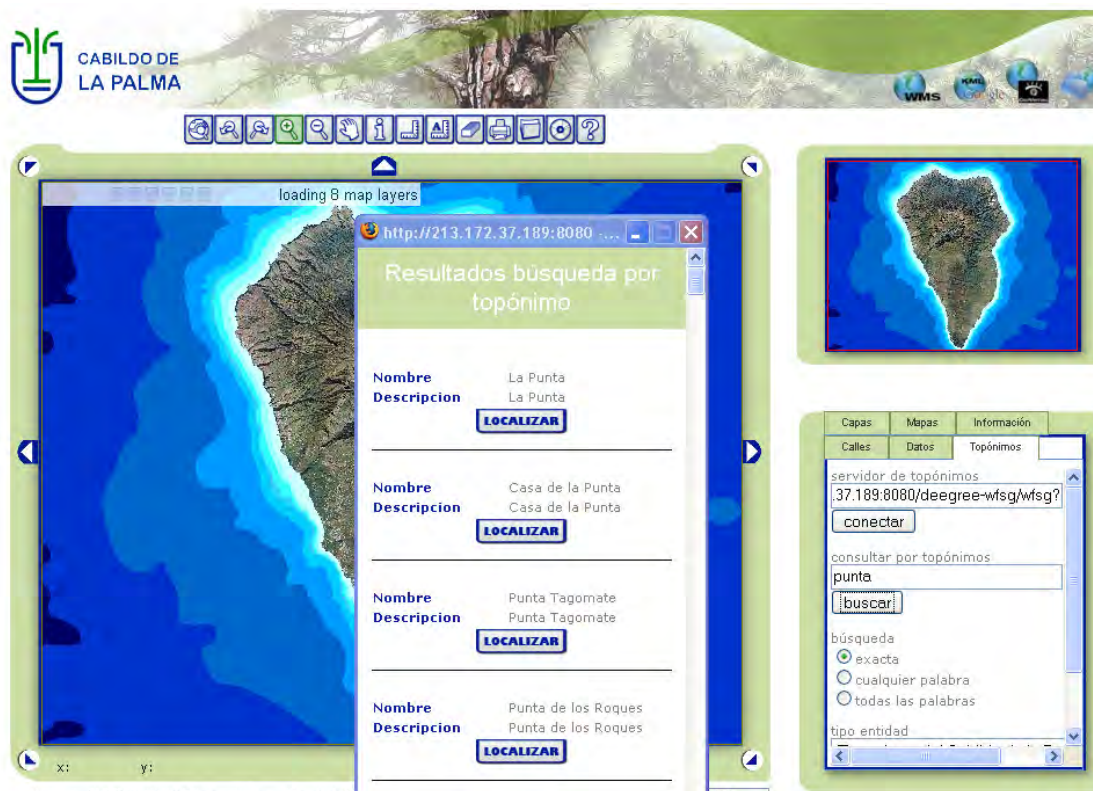 CABILDO DE
LA PALMA
WMS
KML
Google
loading 8 map layers
http://213.172.37.189:8080 -...
Resultados búsqueda por
topónimo
Nombre La Punta
Descripcion La Punta
LOCALIZAR
Nombre Casa de la Punta
Descripcion Casa de la Punta
LOCALIZAR
Nombre Punta Tagomate
Descripcion Punta Tagomate
LOCALIZAR
Nombre Punta de los Roques
Descripcion Punta de los Roques
LOCALIZAR
x: y:
Capas Mapas Información
Calles Datos Topónimos
servidor de topónimos
.37.189:8080/deegree-wfsg/wfsg?
conectar
consultar por topónimos
punta
buscar
búsqueda
exacta
cualquier palabra
todas las palabras
tipo entidad